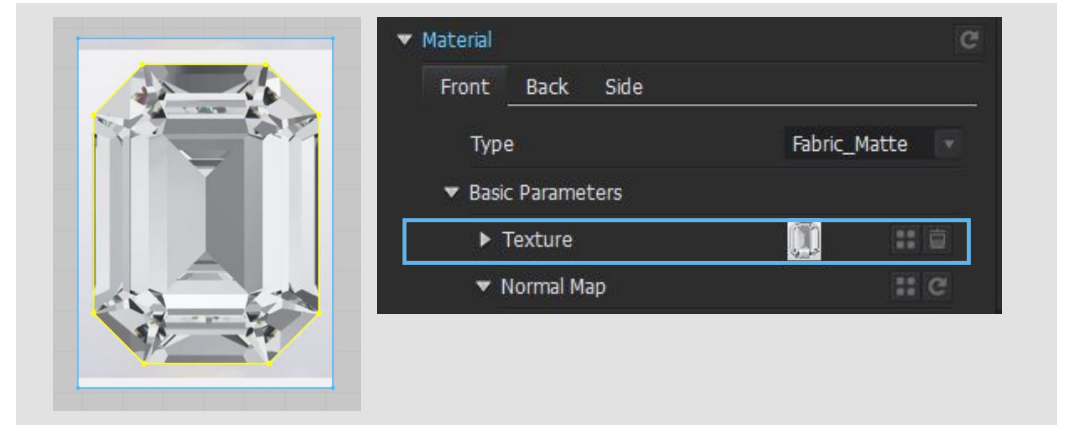 Material
Front Back Side
Type Fabric_Matte
Basic Parameters
Texture
Normal Map